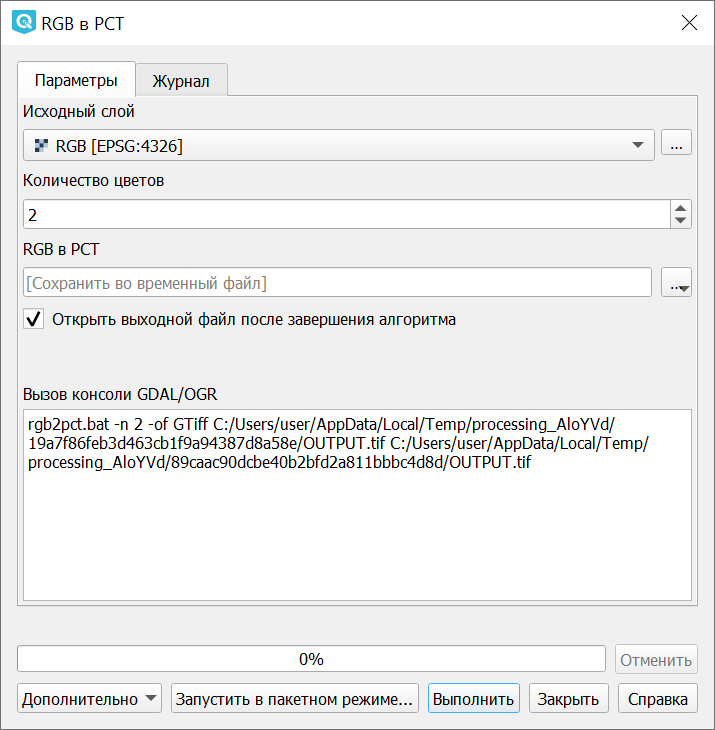 RGB в PCT
Параметры
Журнал
Исходный слой
RGB [EPSG:4326]
...
Количество цветов
2
RGB в PCT
[Сохранить во временный файл]
...
Открыть выходной файл после завершения алгоритма
Вызов консоли GDAL/OGR
rgb2pct.bat -n 2 -of GTiff C:/Users/user/AppData/Local/Temp/processing_AloYVd/
19a7f86feb3d463cb1f9a94387d8a58e/OUTPUT.tif C:/Users/user/AppData/Local/Temp/
processing_AloYVd/89caac90dcbe40b2bfd2a811bbbc4d8d/OUTPUT.tif
0%
Отменить
Дополнительно
Запустить в пакетном режиме...
Выполнить
Закрыть
Справка